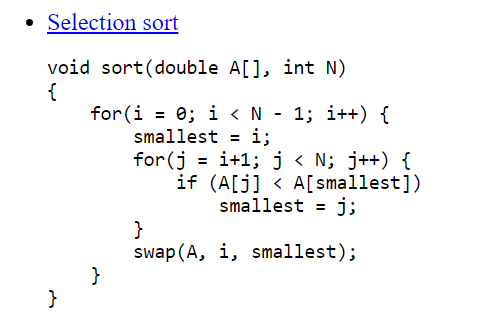 • Selection sort
void sort(double A[], int N)
{
    for(i = 0; i < N - 1; i++) {
        smallest = i;
        for(j = i+1; j < N; j++) {
            if (A[j] < A[smallest])
                smallest = j;
        }
        swap(A, i, smallest);
    }
}